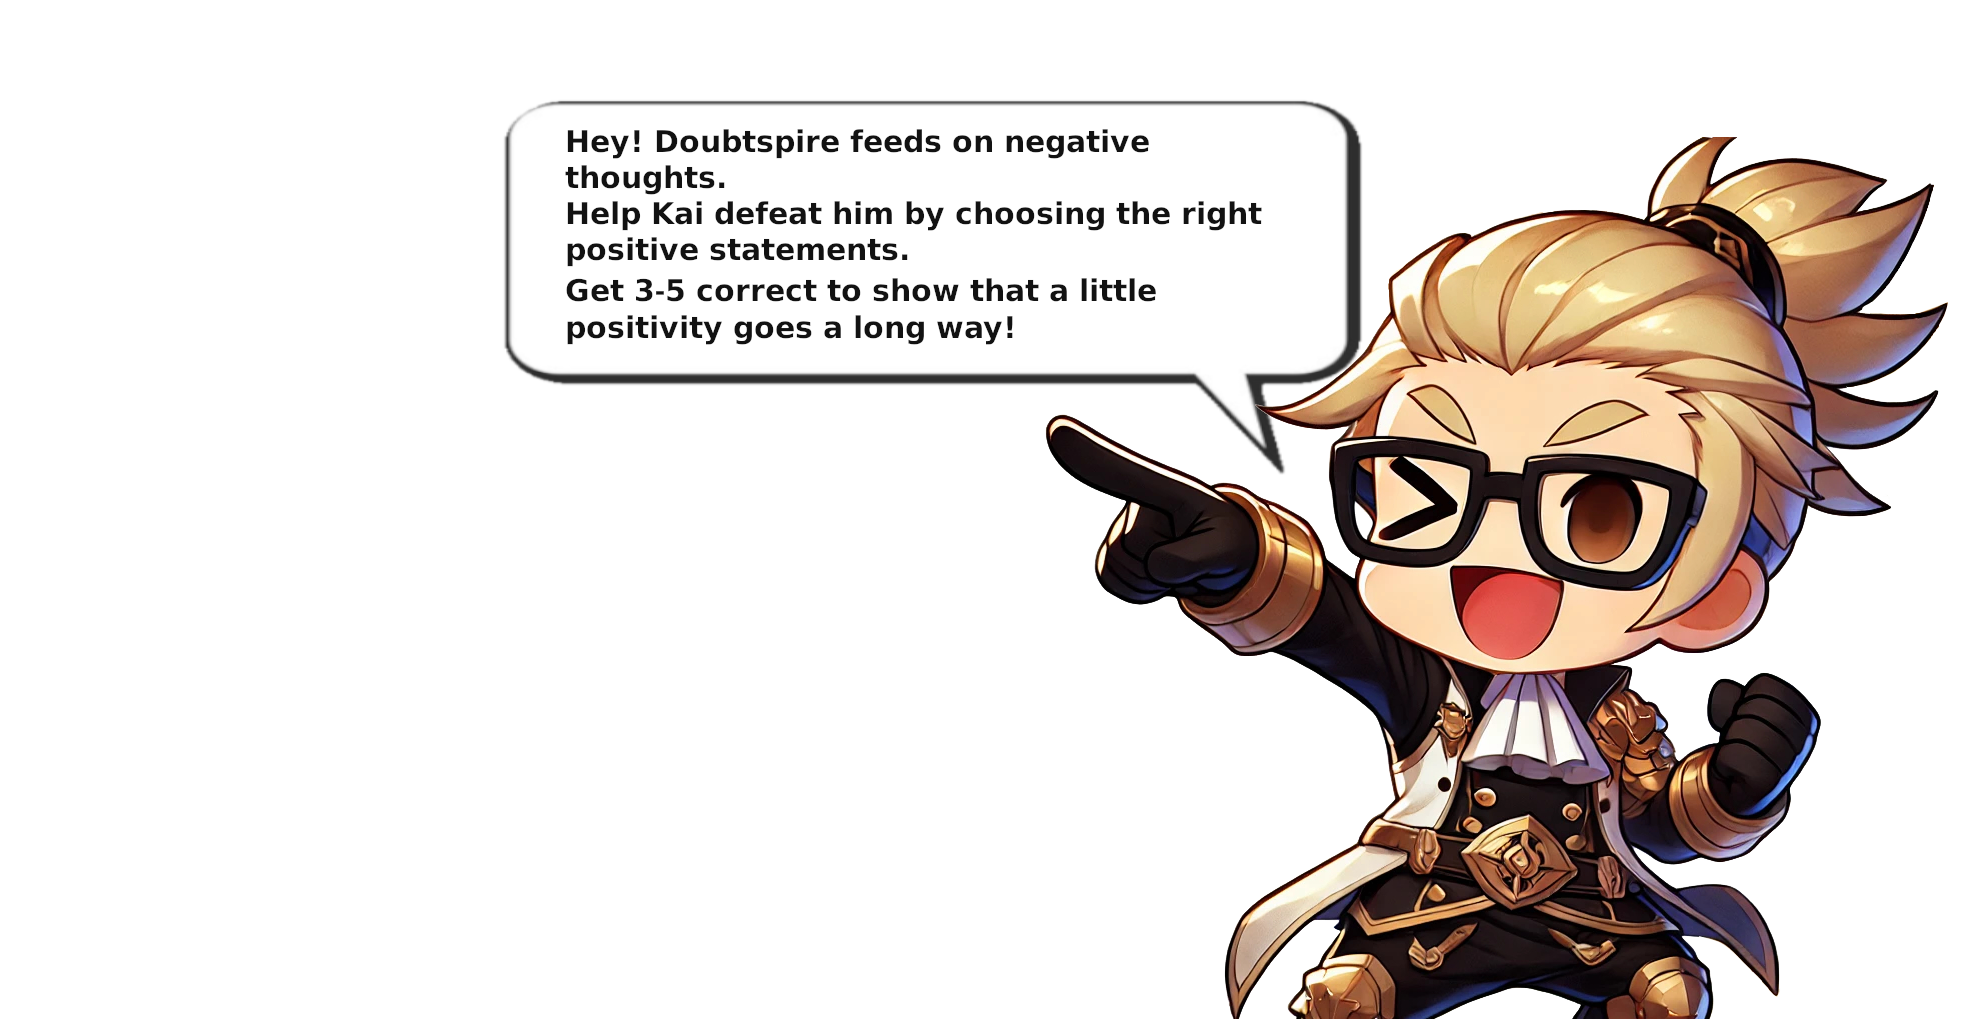 Hey! Doubtspire feeds on negative
thoughts.
Help Kai defeat him by choosing the right
positive statements.
Get 3-5 correct to show that a little
positivity goes a long way!